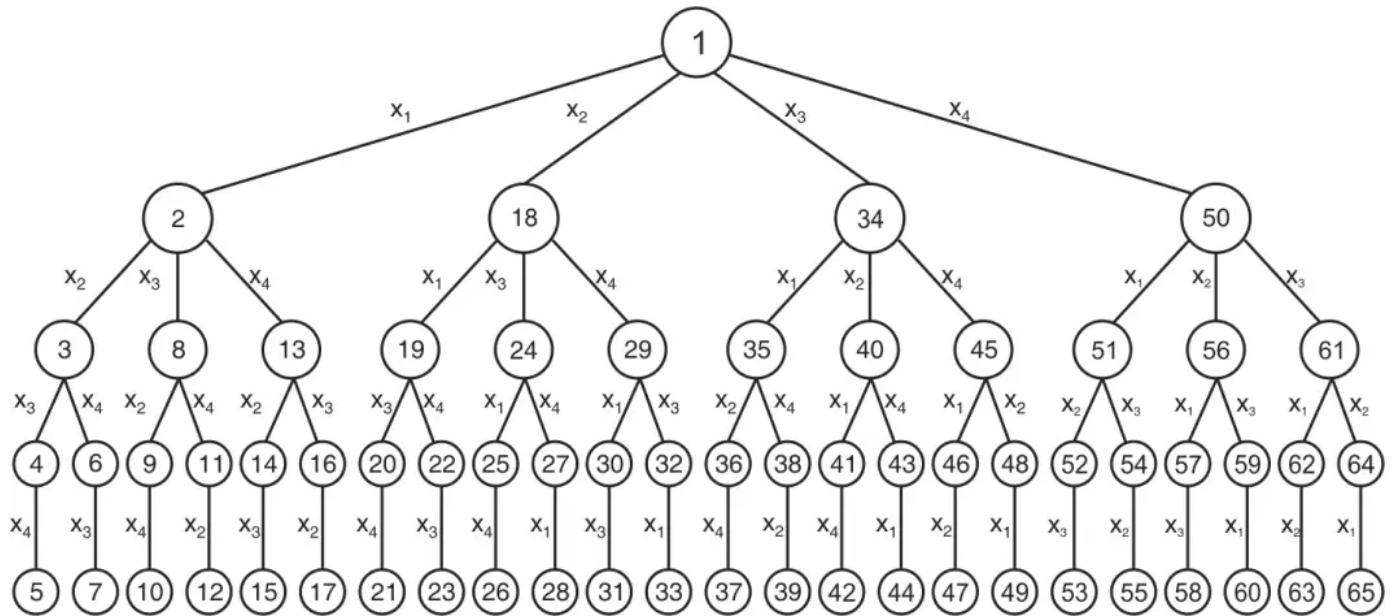 1
x₁ x₂ x₃ x₄
2 18 34 50
x₂ x₃ x₄ x₁ x₃ x₄ x₁ x₂ x₄ x₁ x₂ x₃
3 8 13 19 24 29 35 40 45 51 56 61
x₃ x₄ x₂ x₄ x₂ x₃ x₃ x₄ x₁ x₄ x₁ x₃ x₂ x₄ x₁ x₄ x₁ x₂ x₂ x₃ x₁ x₃ x₁ x₂
4 6 9 11 14 16 20 22 25 27 30 32 36 38 41 43 46 48 52 54 57 59 62 64
x₄ x₃ x₄ x₂ x₃ x₂ x₄ x₃ x₄ x₁ x₃ x₁ x₄ x₂ x₄ x₁ x₂ x₁ x₃ x₂ x₃ x₁ x₂ x₁
5 7 10 12 15 17 21 23 26 28 31 33 37 39 42 44 47 49 53 55 58 60 63 65